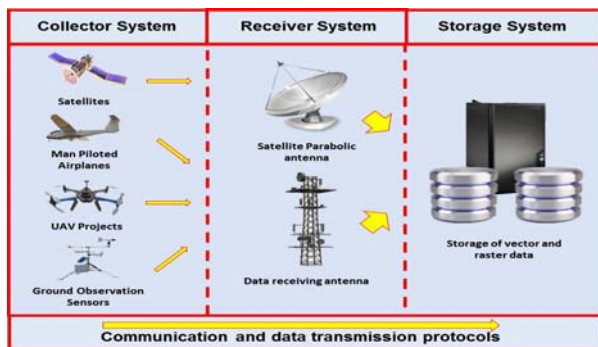 Collector System
Receiver System
Storage System
Satellites
Man Piloted
Airplanes
UAV Projects
Ground Observation
Sensors
Satellite Parabolic
antenna
Data receiving antenna
Storage of vector and
raster data
Communication and data transmission protocols